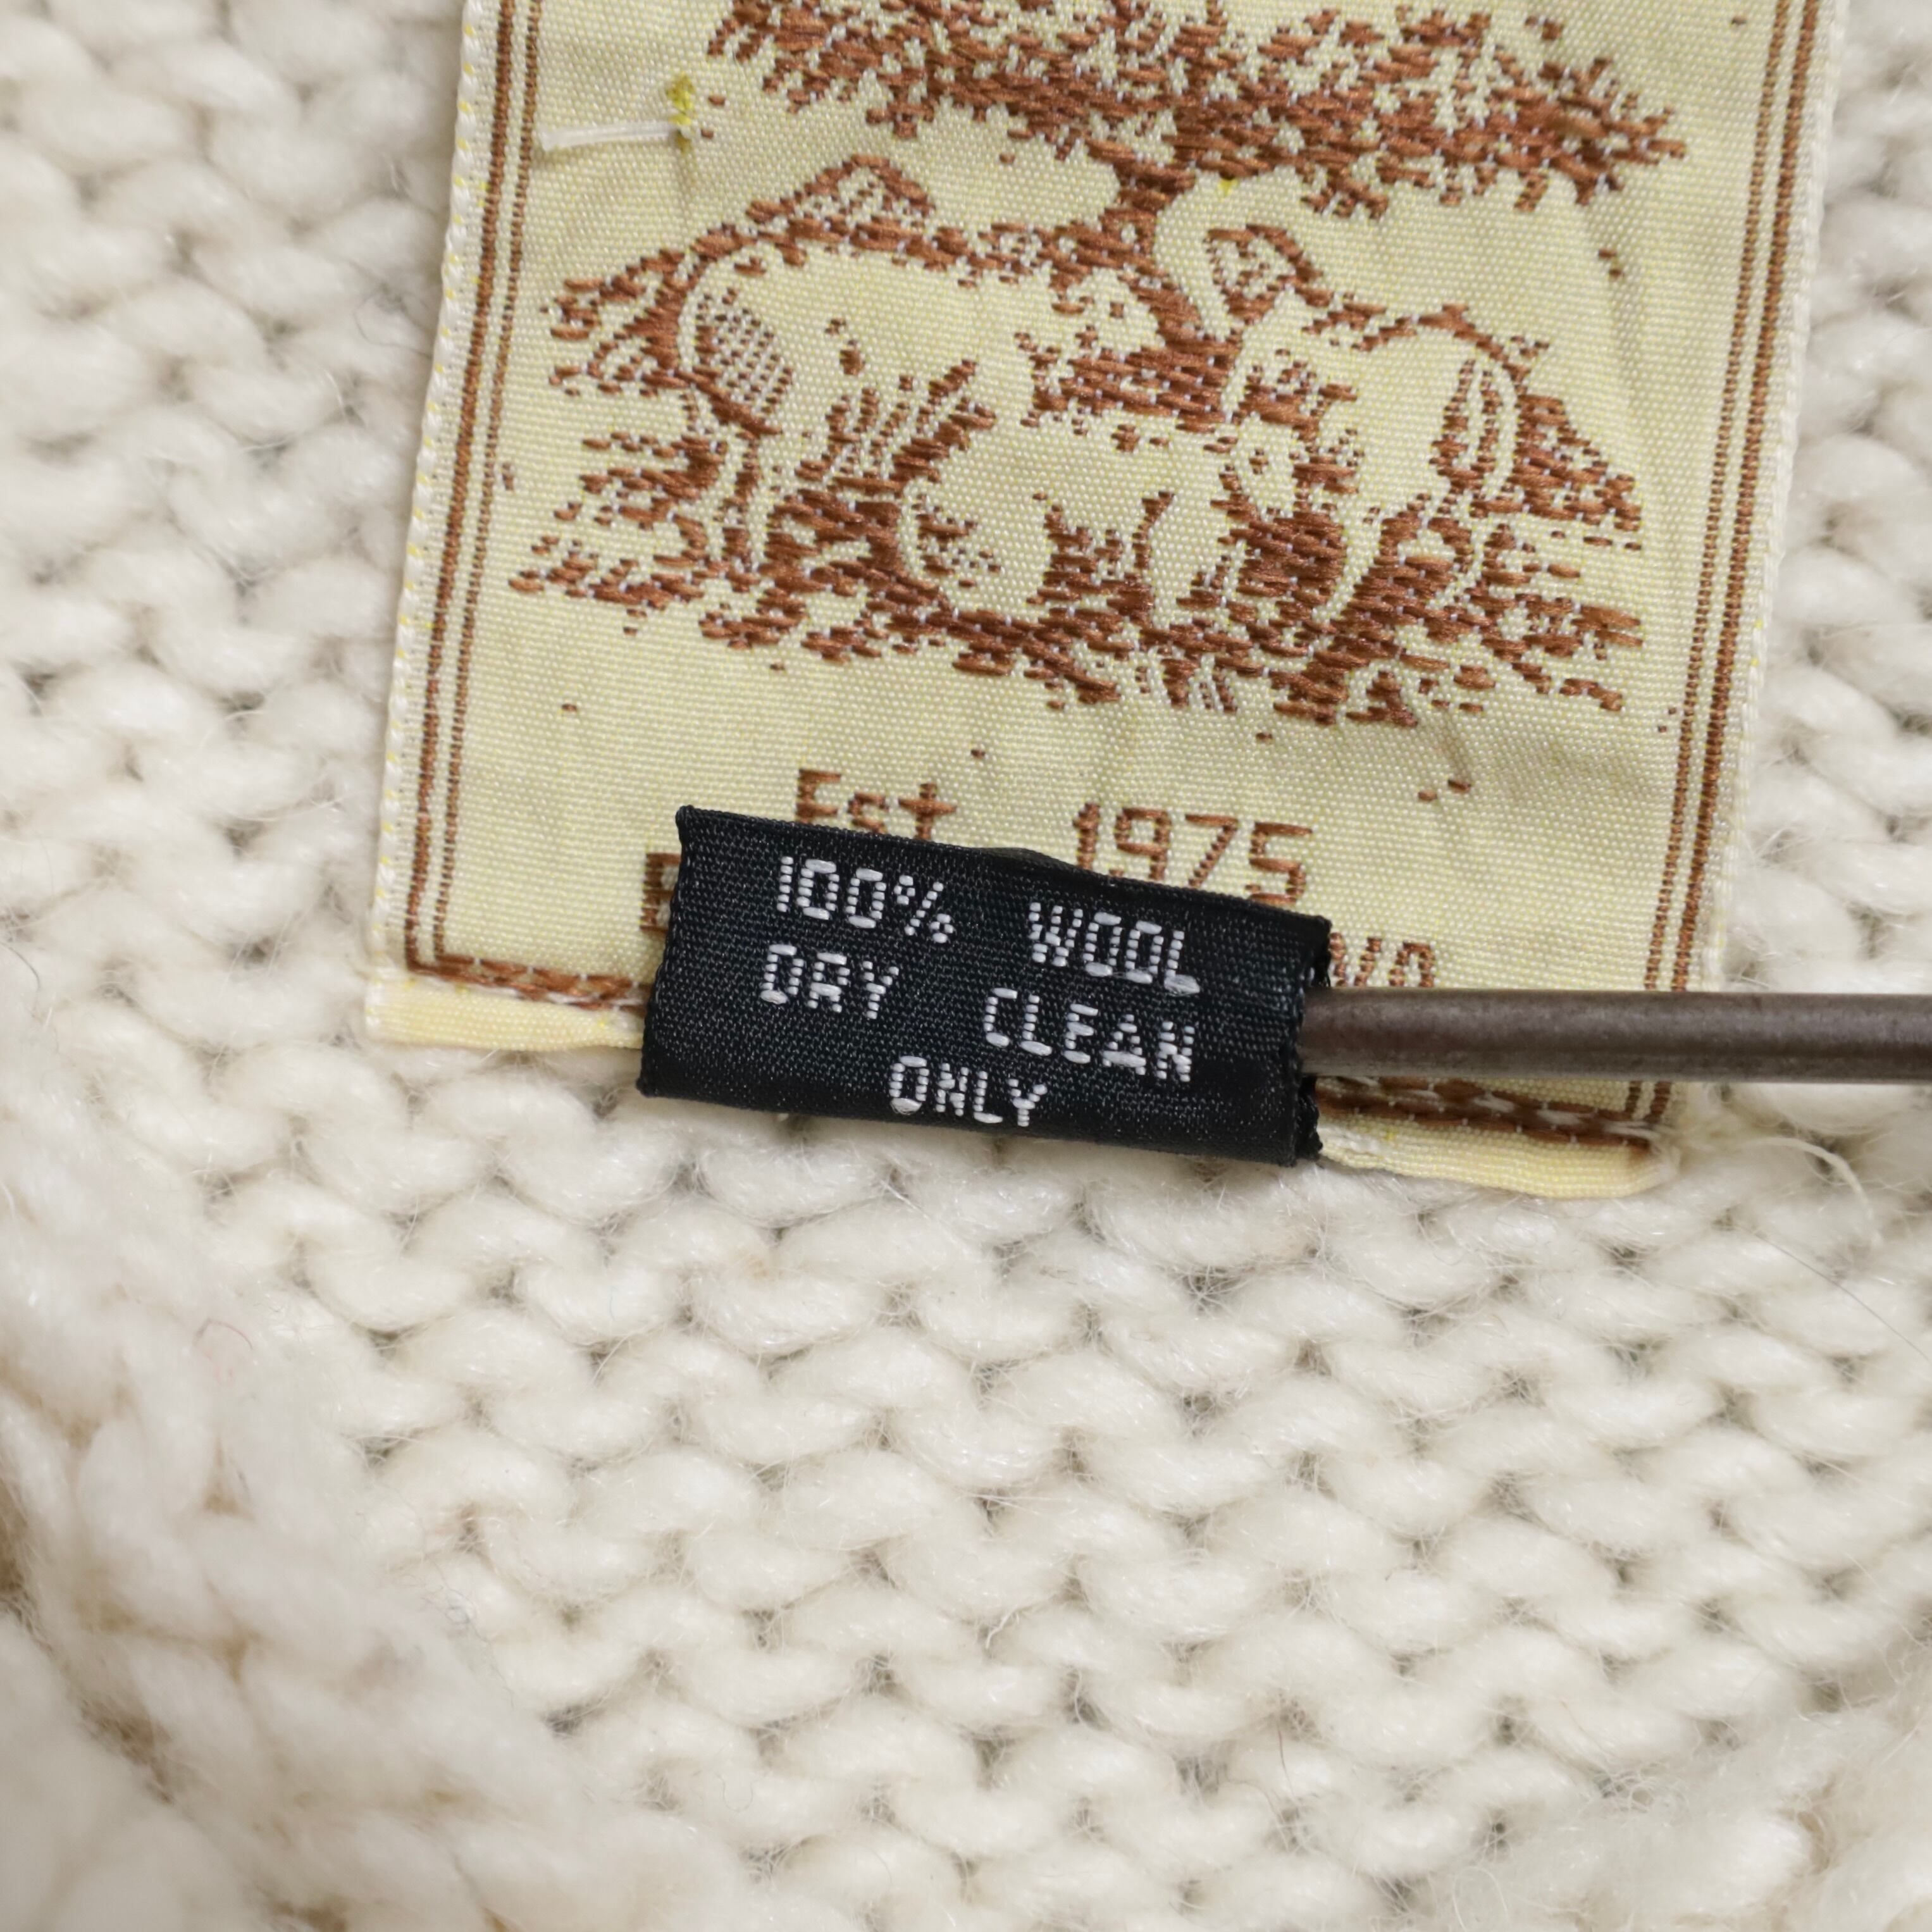 Est. 1975
100% WOOL
DRY CLEAN
ONLY